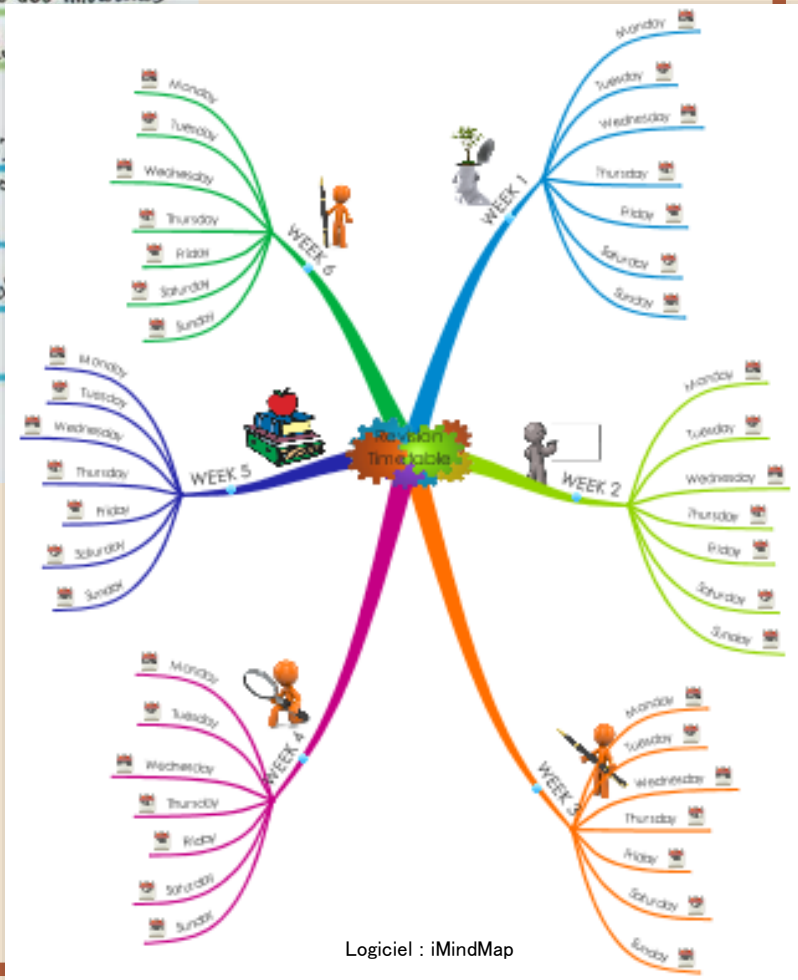 Revision
Timetable
WEEK 1
Monday
Tuesday
Wednesday
Thursday
Friday
Saturday
Sunday
WEEK 2
Monday
Tuesday
Wednesday
Thursday
Friday
Saturday
Sunday
WEEK 3
Monday
Tuesday
Wednesday
Thursday
Friday
Saturday
Sunday
WEEK 4
Monday
Tuesday
Wednesday
Thursday
Friday
Saturday
Sunday
WEEK 5
Monday
Tuesday
Wednesday
Thursday
Friday
Saturday
Sunday
WEEK 6
Monday
Tuesday
Wednesday
Thursday
Friday
Saturday
Sunday
Logiciel : iMindMap